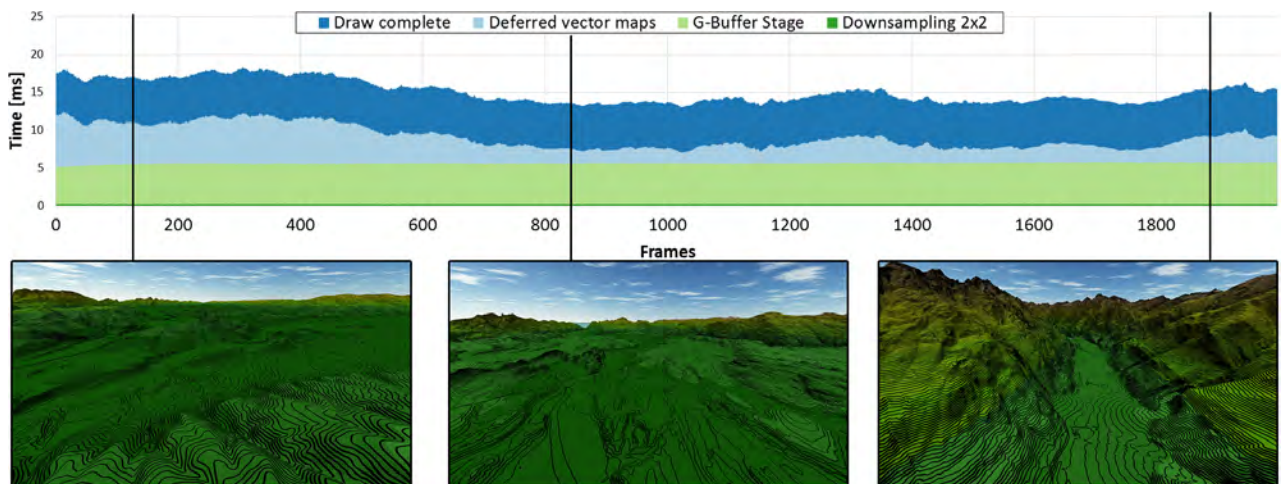 Draw complete Deferred vector maps G-Buffer Stage Downsampling 2x2
25
20
15
10
5
0
Time [ms]
0 200 400 600 800 1000 1200 1400 1600 1800
Frames